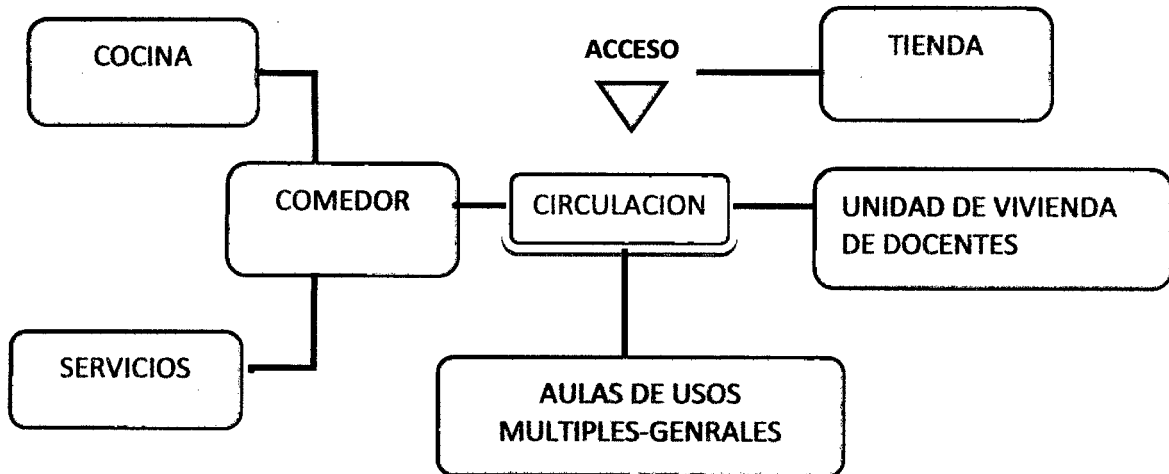 COCINA
ACCESO
TIENDA
COMEDOR
CIRCULACION
UNIDAD DE VIVIENDA
DE DOCENTES
SERVICIOS
AULAS DE USOS
MULTIPLES-GENRALES